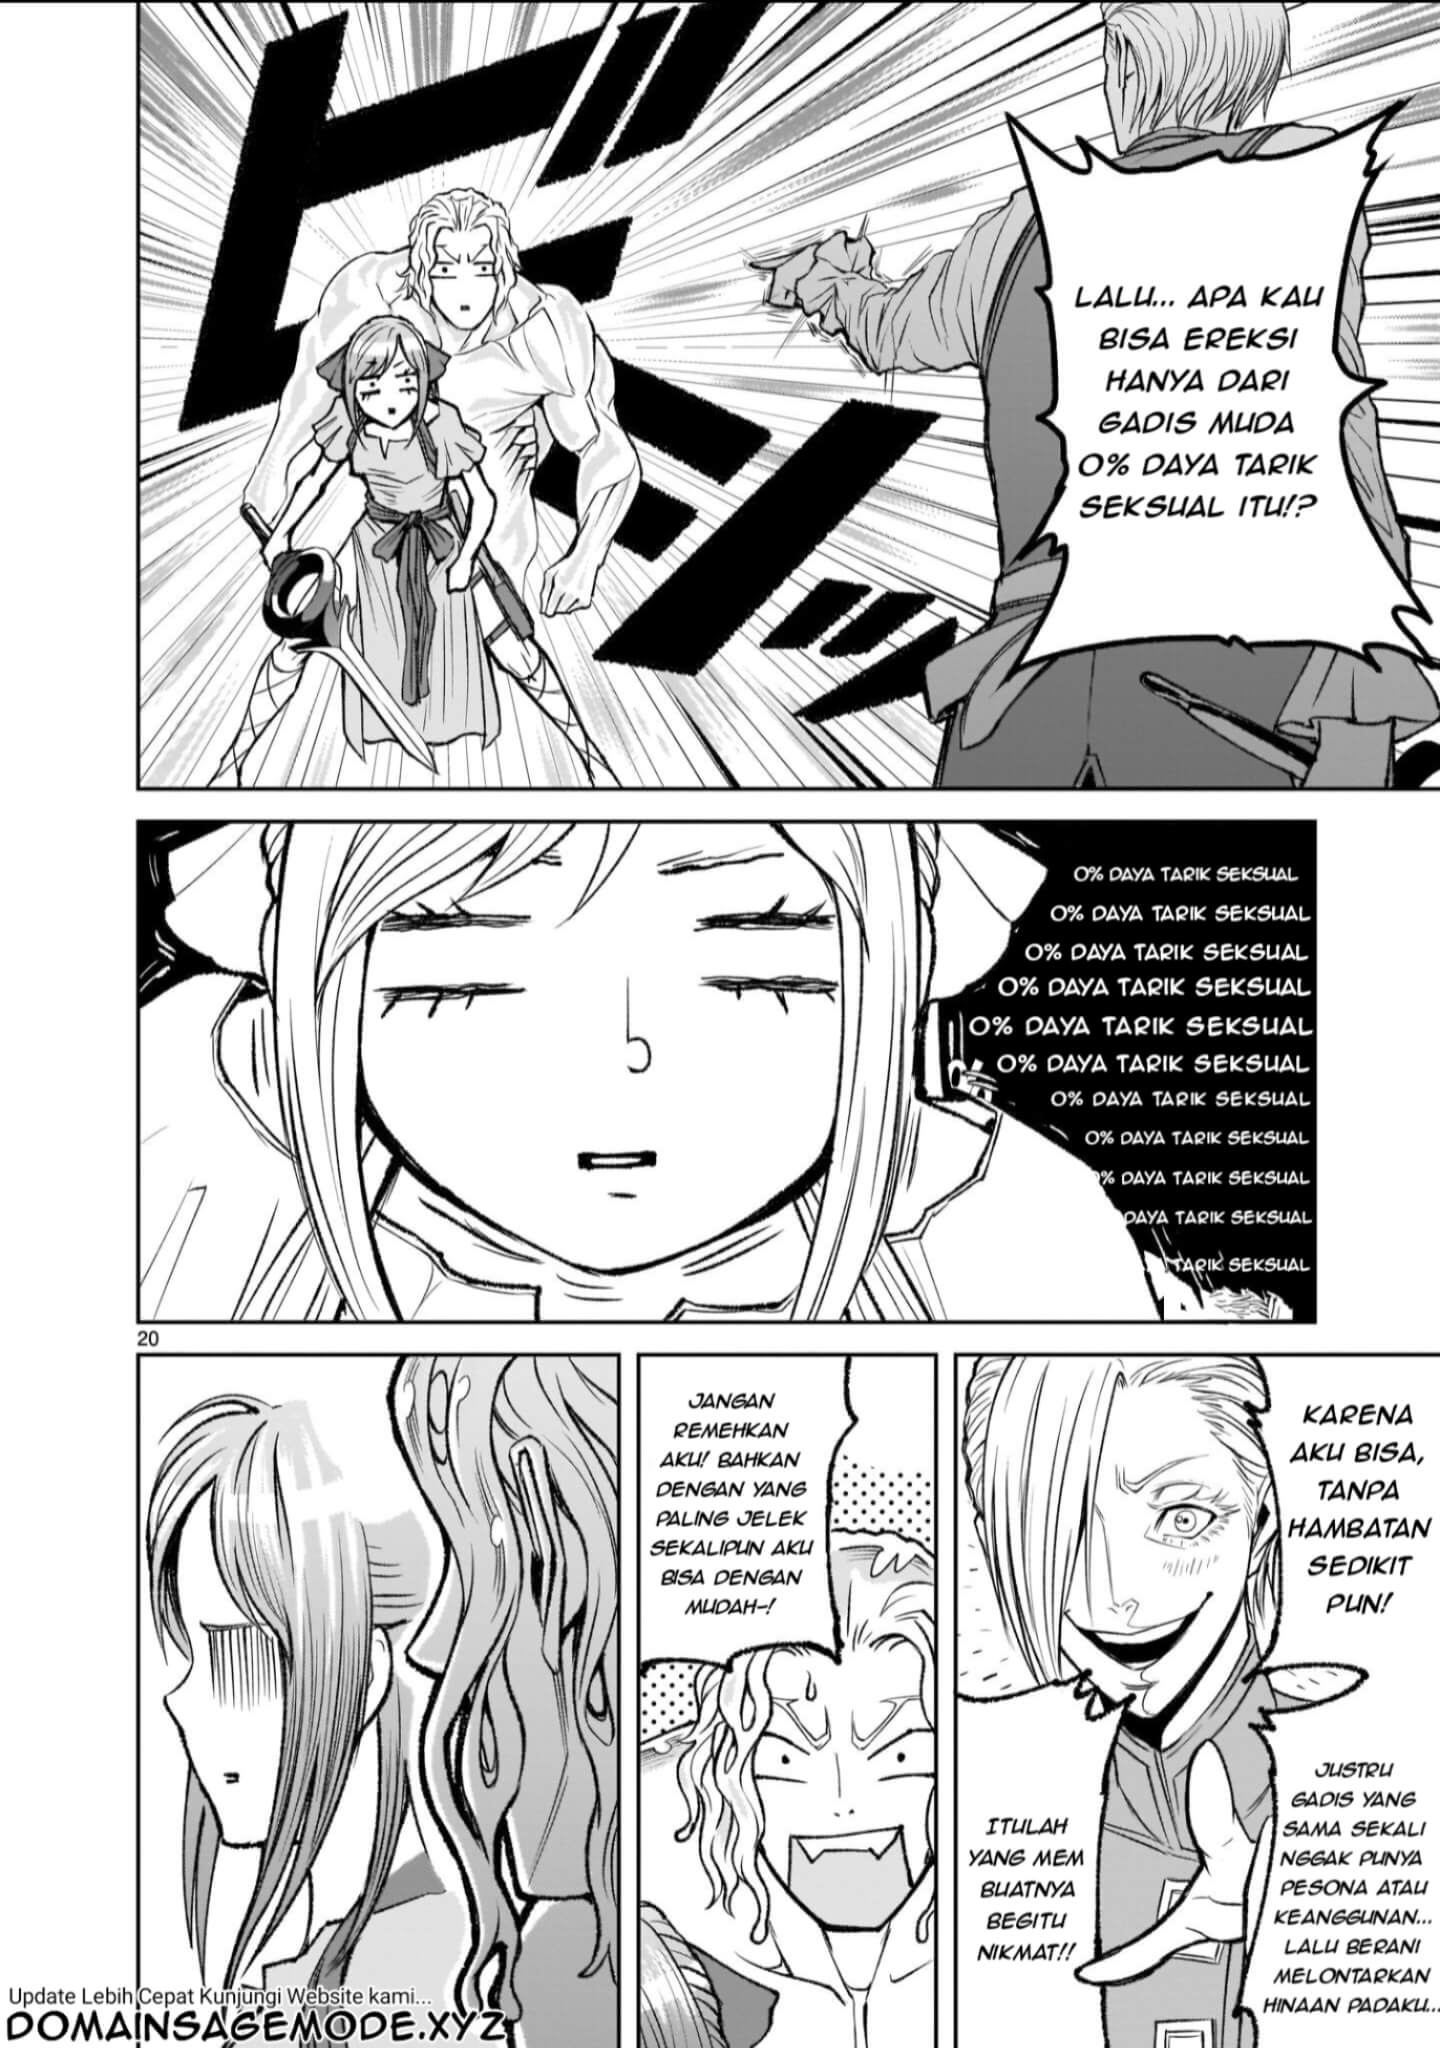 LALU... APA KAU
BISA EREKSI
HANYA DARI
GADIS MUDA
0% DAYA TARIK
SEKSUAL ITU!?
0% DAYA TARIK SEKSUAL
0% DAYA TARIK SEKSUAL
0% DAYA TARIK SEKSUAL
0% DAYA TARIK SEKSUAL
0% DAYA TARIK SEKSUAL
0% DAYA TARIK SEKSUAL
0% DAYA TARIK SEKSUAL
0% DAYA TARIK SEKSUAL
% DAYA TARIK SEKSUAL
DAYA TARIK SEKSUAL
TARIK SEKSUAL
20
KARENA
AKU BISA,
TANPA
HAMBATAN
SEDIKIT
PUN!
JUSTRU
GADIS YANG
SAMA SEKALI
NGGAK PUNYA
PESONA ATAU
KEANGGUNAN...
LALU BERANI
MELONTARKAN
HINAAN PADAKU...
ITULAH
YANG MEM
BUATNYA
BEGITU
NIKMAT!!
JANGAN
REMEHKAN
AKU! BAHKAN
DENGAN YANG
PALING JELEK
SEKALIPUN AKU
BISA DENGAN
MUDAH-!
Update Lebih Cepat Kunjungi Website kami...
DOMAINSAGEMODE.XYZ